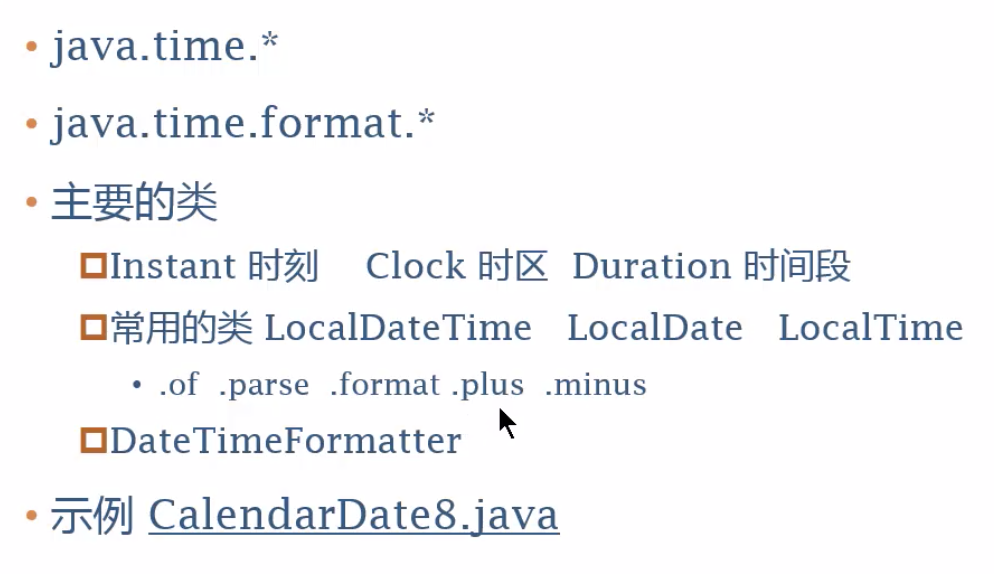 java.time.*
java.time.format.*
主要的类
Instant 时刻 Clock 时区 Duration 时间段
常用的类 LocalDateTime LocalDate LocalTime
.of .parse .format .plus .minus
DateTimeFormatter
示例 CalendarDate8.java